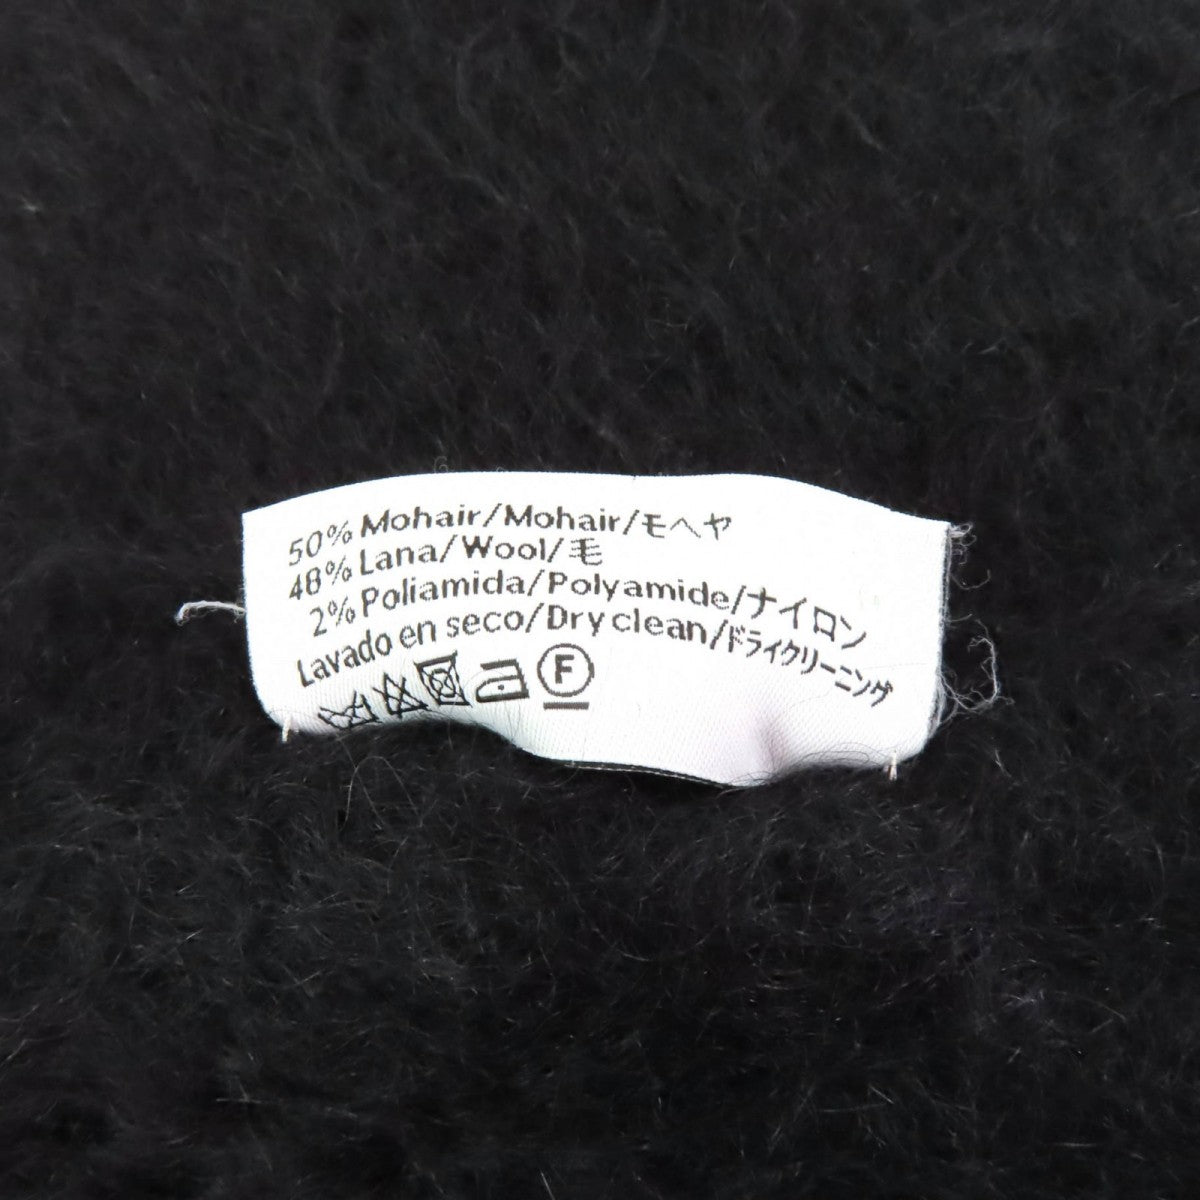 50% Mohair/Mohair/モヘヤ
48% Lana/Wool/毛
2% Poliamida/Polyamide/ナイロン
Lavado en seco/Dry clean/ドライクリーニング
F